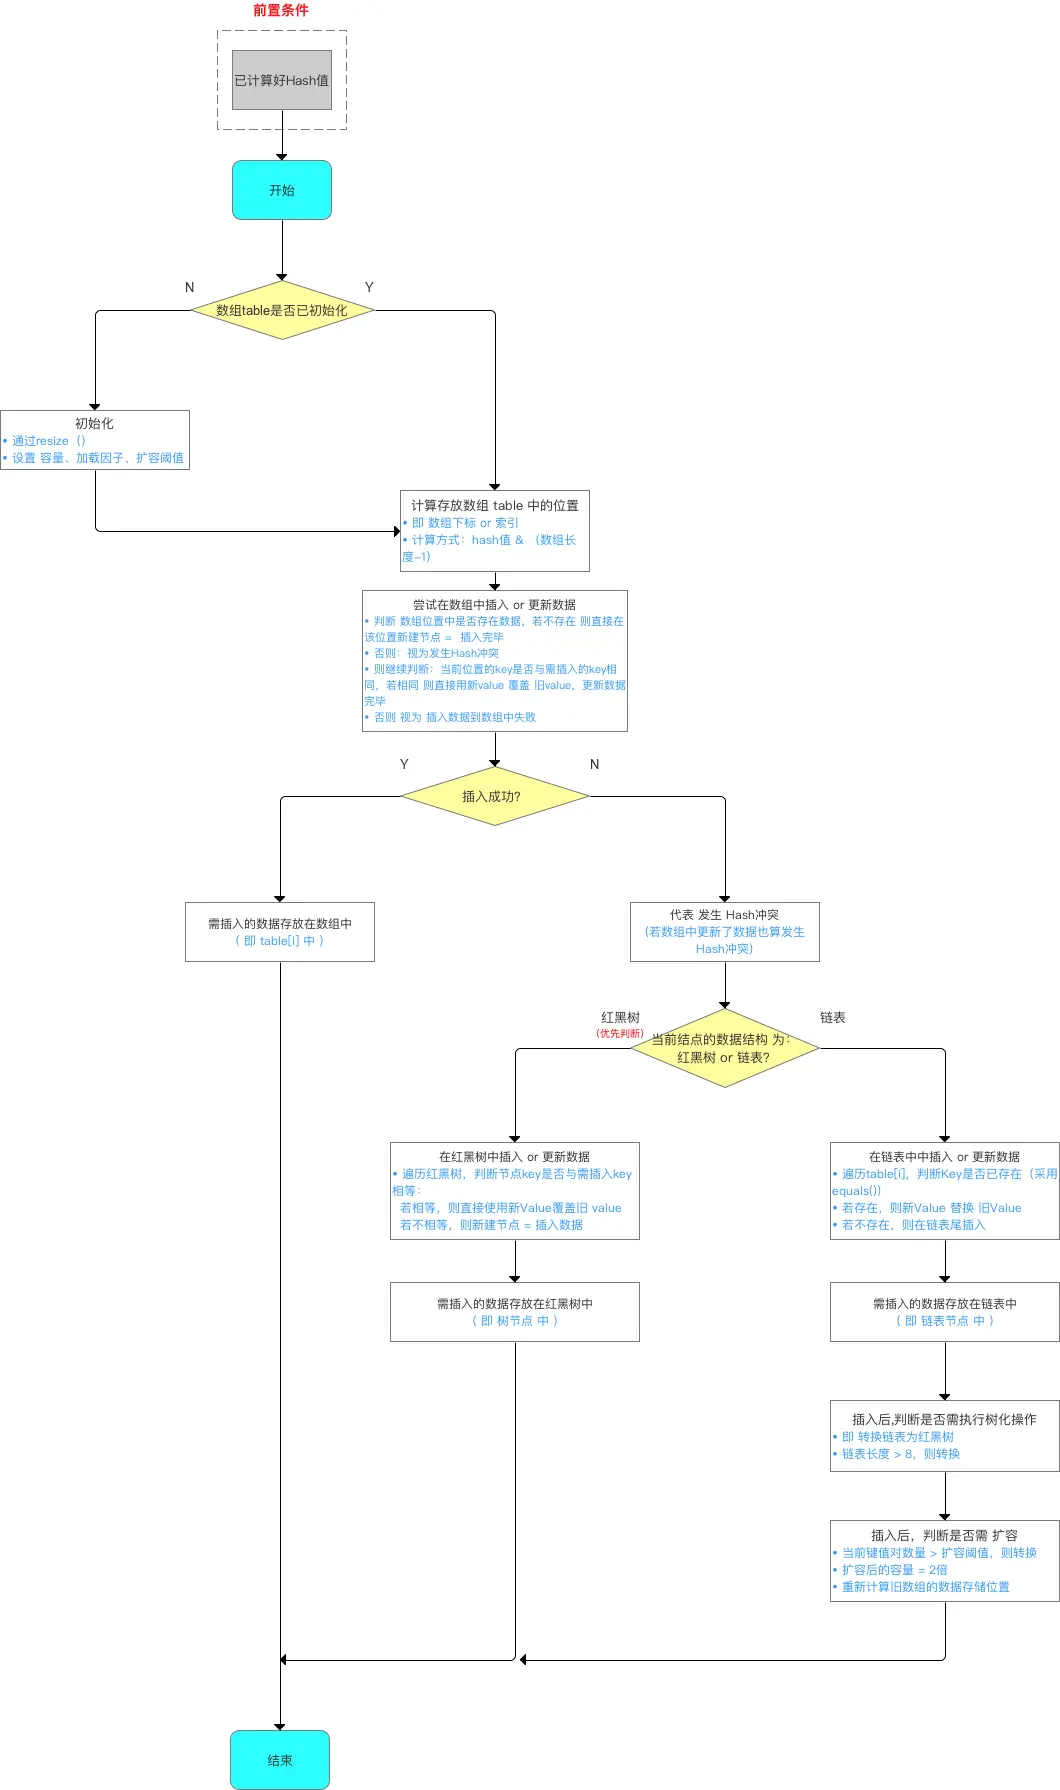 前置条件
已计算好Hash值
开始
N
Y
数组table是否已初始化
初始化
• 通过resize（）
• 设置 容量、加载因子、扩容阈值
计算存放数组 table 中的位置
• 即 数组下标 or 索引
• 计算方式：hash值 & （数组长
度-1）
尝试在数组中插入 or 更新数据
• 判断 数组位置中是否存在数据，若不存在 则直接在
该位置新建节点 = 插入完毕
• 否则：视为发生Hash冲突
• 则继续判断：当前位置的key是否与需插入的key相
同，若相同 则直接用新value 覆盖 旧value，更新数据
完毕
• 否则 视为 插入数据到数组中失败
Y
N
插入成功?
需插入的数据存放在数组中
（ 即 table[i] 中 ）
代表 发生 Hash冲突
（若数组中更新了数据也算发生
Hash冲突）
红黑树
（优先判断）
链表
当前结点的数据结构 为：
红黑树 or 链表?
在红黑树中插入 or 更新数据
• 遍历红黑树，判断节点key是否与需插入key
相等：
若相等，则直接使用新Value覆盖旧 value
若不相等，则新建节点 = 插入数据
在链表中中插入 or 更新数据
• 遍历table[i]，判断Key是否已存在（采用
equals()）
• 若存在，则新Value 替换 旧Value
• 若不存在，则在链表尾插入
需插入的数据存放在红黑树中
（ 即 树节点 中 ）
需插入的数据存放在链表中
（ 即 链表节点 中 ）
插入后,判断是否需执行树化操作
• 即 转换链表为红黑树
• 链表长度 > 8，则转换
插入后，判断是否需 扩容
• 当前键值对数量 > 扩容阈值，则转换
• 扩容后的容量 = 2倍
• 重新计算旧数组的数据存储位置
结束